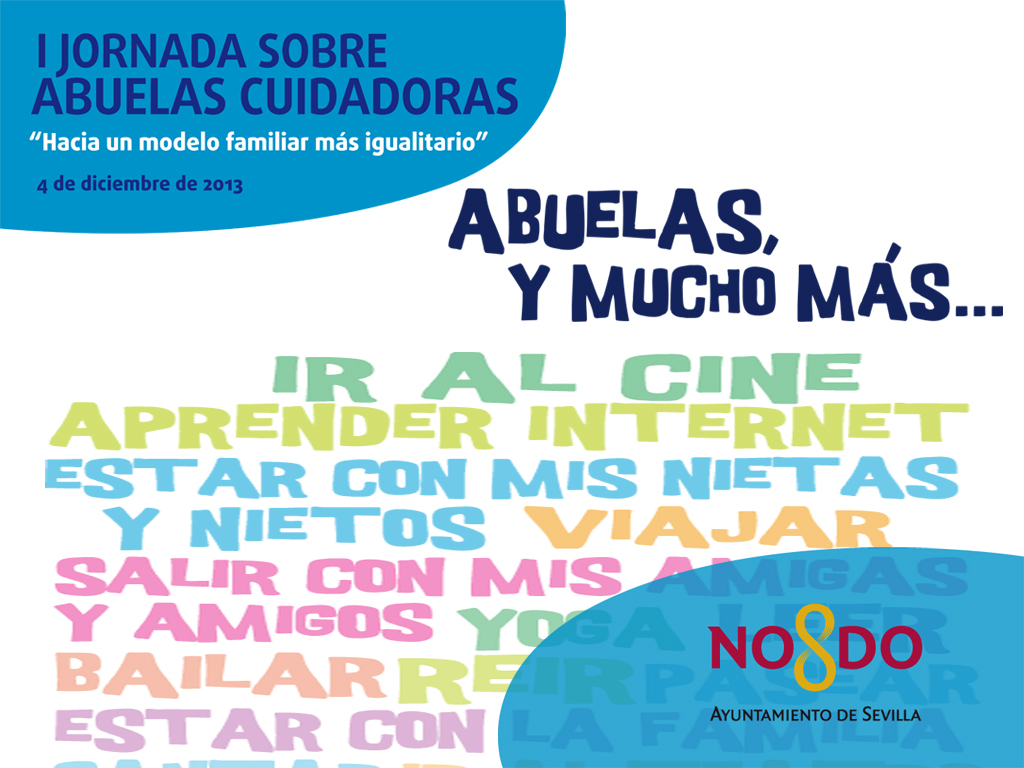 I JORNADA SOBRE
ABUELAS CUIDADORAS
“Hacia un modelo familiar más igualitario”
4 de diciembre de 2013
ABUELAS,
Y MUCHO MÁS...
IR AL CINE
APRENDER INTERNET
ESTAR CON MIS NIETAS
Y NIETOS VIAJAR
SALIR CON MIS AMIGAS
Y AMIGOS YOGA LEER
BAILAR REIR PASEAR
ESTAR CON LA FAMILIA
NO8DO
AYUNTAMIENTO DE SEVILLA